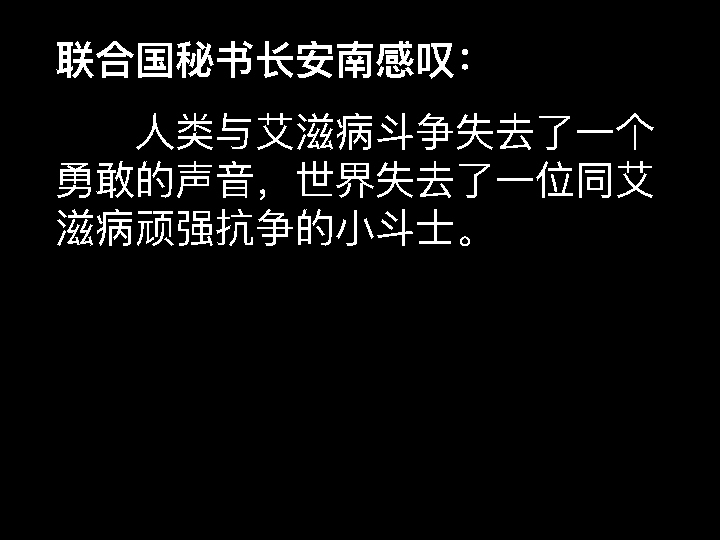 联合国秘书长安南感叹：
人类与艾滋病斗争失去了一个
勇敢的声音，世界失去了一位同艾
滋病顽强抗争的小斗士。